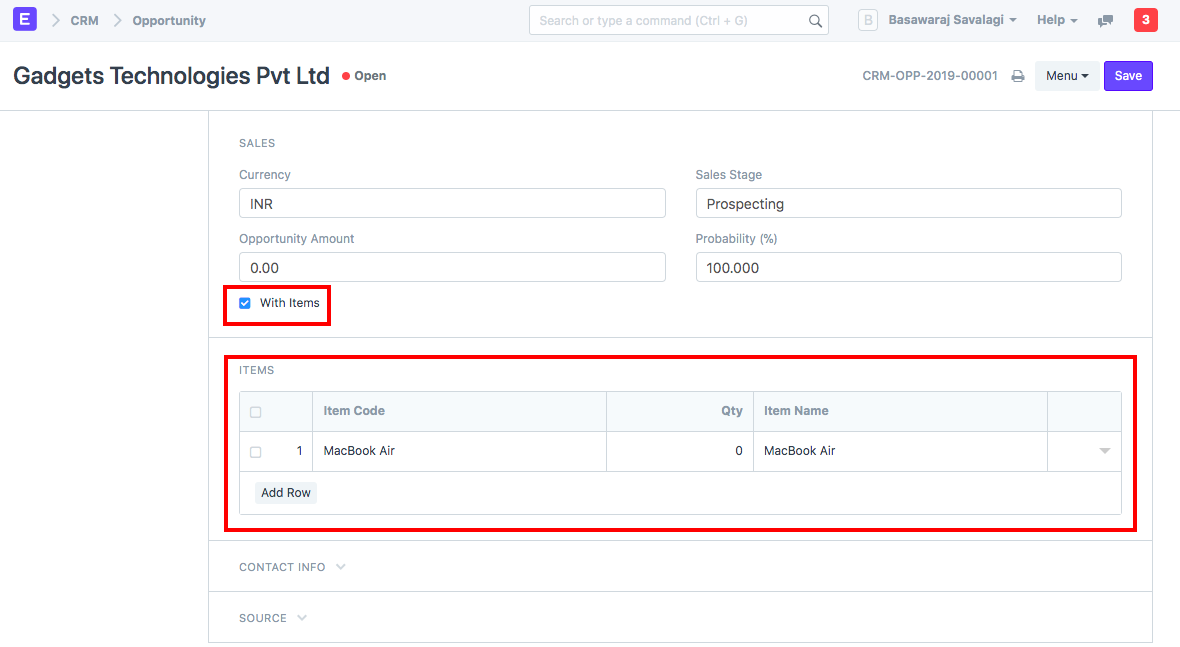 E CRM Opportunity Search or type a command (Ctrl + G) B Basawaraj Savalagi Help 3
Gadgets Technologies Pvt Ltd Open CRM-OPP-2019-00001 Menu Save
SALES
Currency Sales Stage
INR Prospecting
Opportunity Amount Probability (%)
0.00 100.000
With Items
ITEMS
Item Code Qty Item Name
1 MacBook Air 0 MacBook Air
Add Row
CONTACT INFO
SOURCE